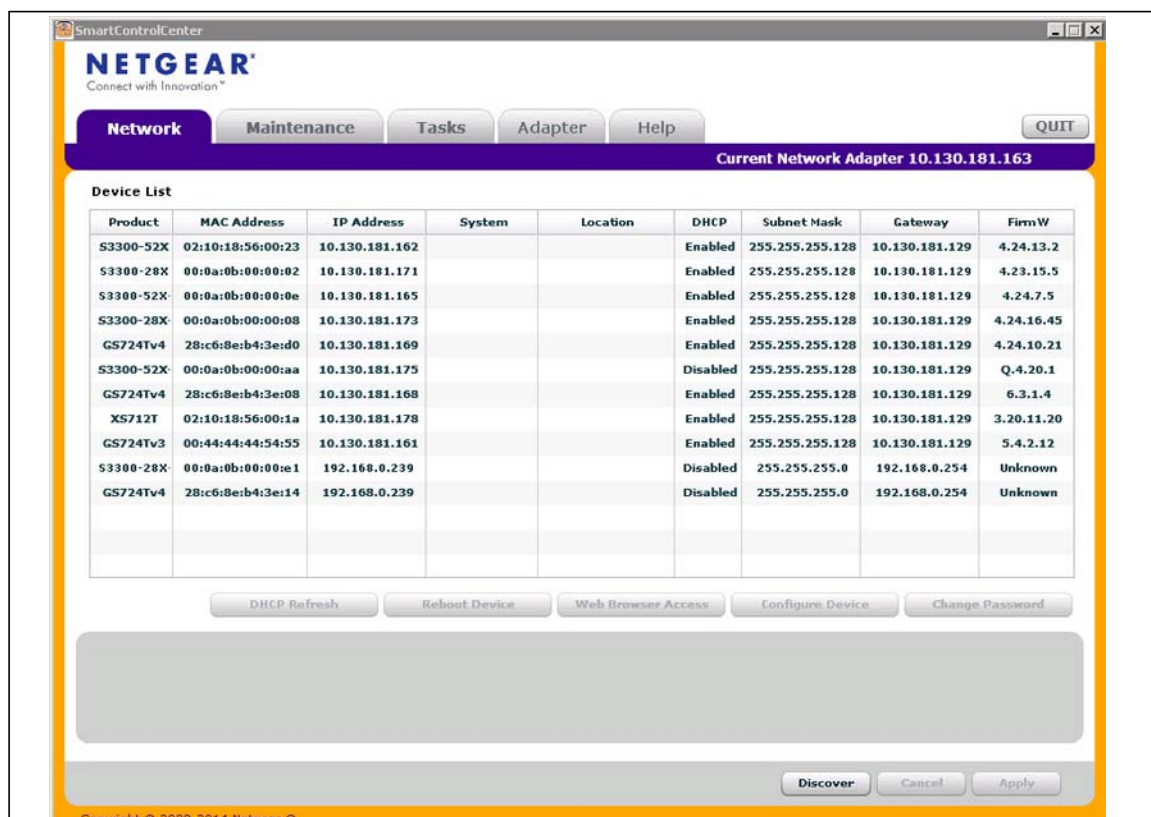 SmartControlCenter
NETGEAR
Connect with Innovation™
Network Maintenance Tasks Adapter Help QUIT
Current Network Adapter 10.130.181.163
Device List
Product MAC Address IP Address System Location DHCP Subnet Mask Gateway FirmW
S3300-52X 02:10:18:56:00:23 10.130.181.162 Enabled 255.255.255.128 10.130.181.129 4.24.13.2
S3300-28X 00:0a:0b:00:00:02 10.130.181.171 Enabled 255.255.255.128 10.130.181.129 4.23.15.5
S3300-52X- 00:0a:0b:00:00:0e 10.130.181.165 Enabled 255.255.255.128 10.130.181.129 4.24.7.5
S3300-28X- 00:0a:0b:00:00:08 10.130.181.173 Enabled 255.255.255.128 10.130.181.129 4.24.16.45
GS724Tv4 28:c6:8e:b4:3e:d0 10.130.181.169 Enabled 255.255.255.128 10.130.181.129 4.24.10.21
S3300-52X- 00:0a:0b:00:00:aa 10.130.181.175 Disabled 255.255.255.128 10.130.181.129 Q.4.20.1
GS724Tv4 28:c6:8e:b4:3e:08 10.130.181.168 Enabled 255.255.255.128 10.130.181.129 6.3.1.4
XS712T 02:10:18:56:00:1a 10.130.181.178 Enabled 255.255.255.128 10.130.181.129 3.20.11.20
GS724Tv3 00:44:44:44:54:55 10.130.181.161 Enabled 255.255.255.128 10.130.181.129 5.4.2.12
S3300-28X- 00:0a:0b:00:00:e1 192.168.0.239 Disabled 255.255.255.0 192.168.0.254 Unknown
GS724Tv4 28:c6:8e:b4:3e:14 192.168.0.239 Disabled 255.255.255.0 192.168.0.254 Unknown
DHCP Refresh Reboot Device Web Browser Access Configure Device Change Password
Discover Cancel Apply